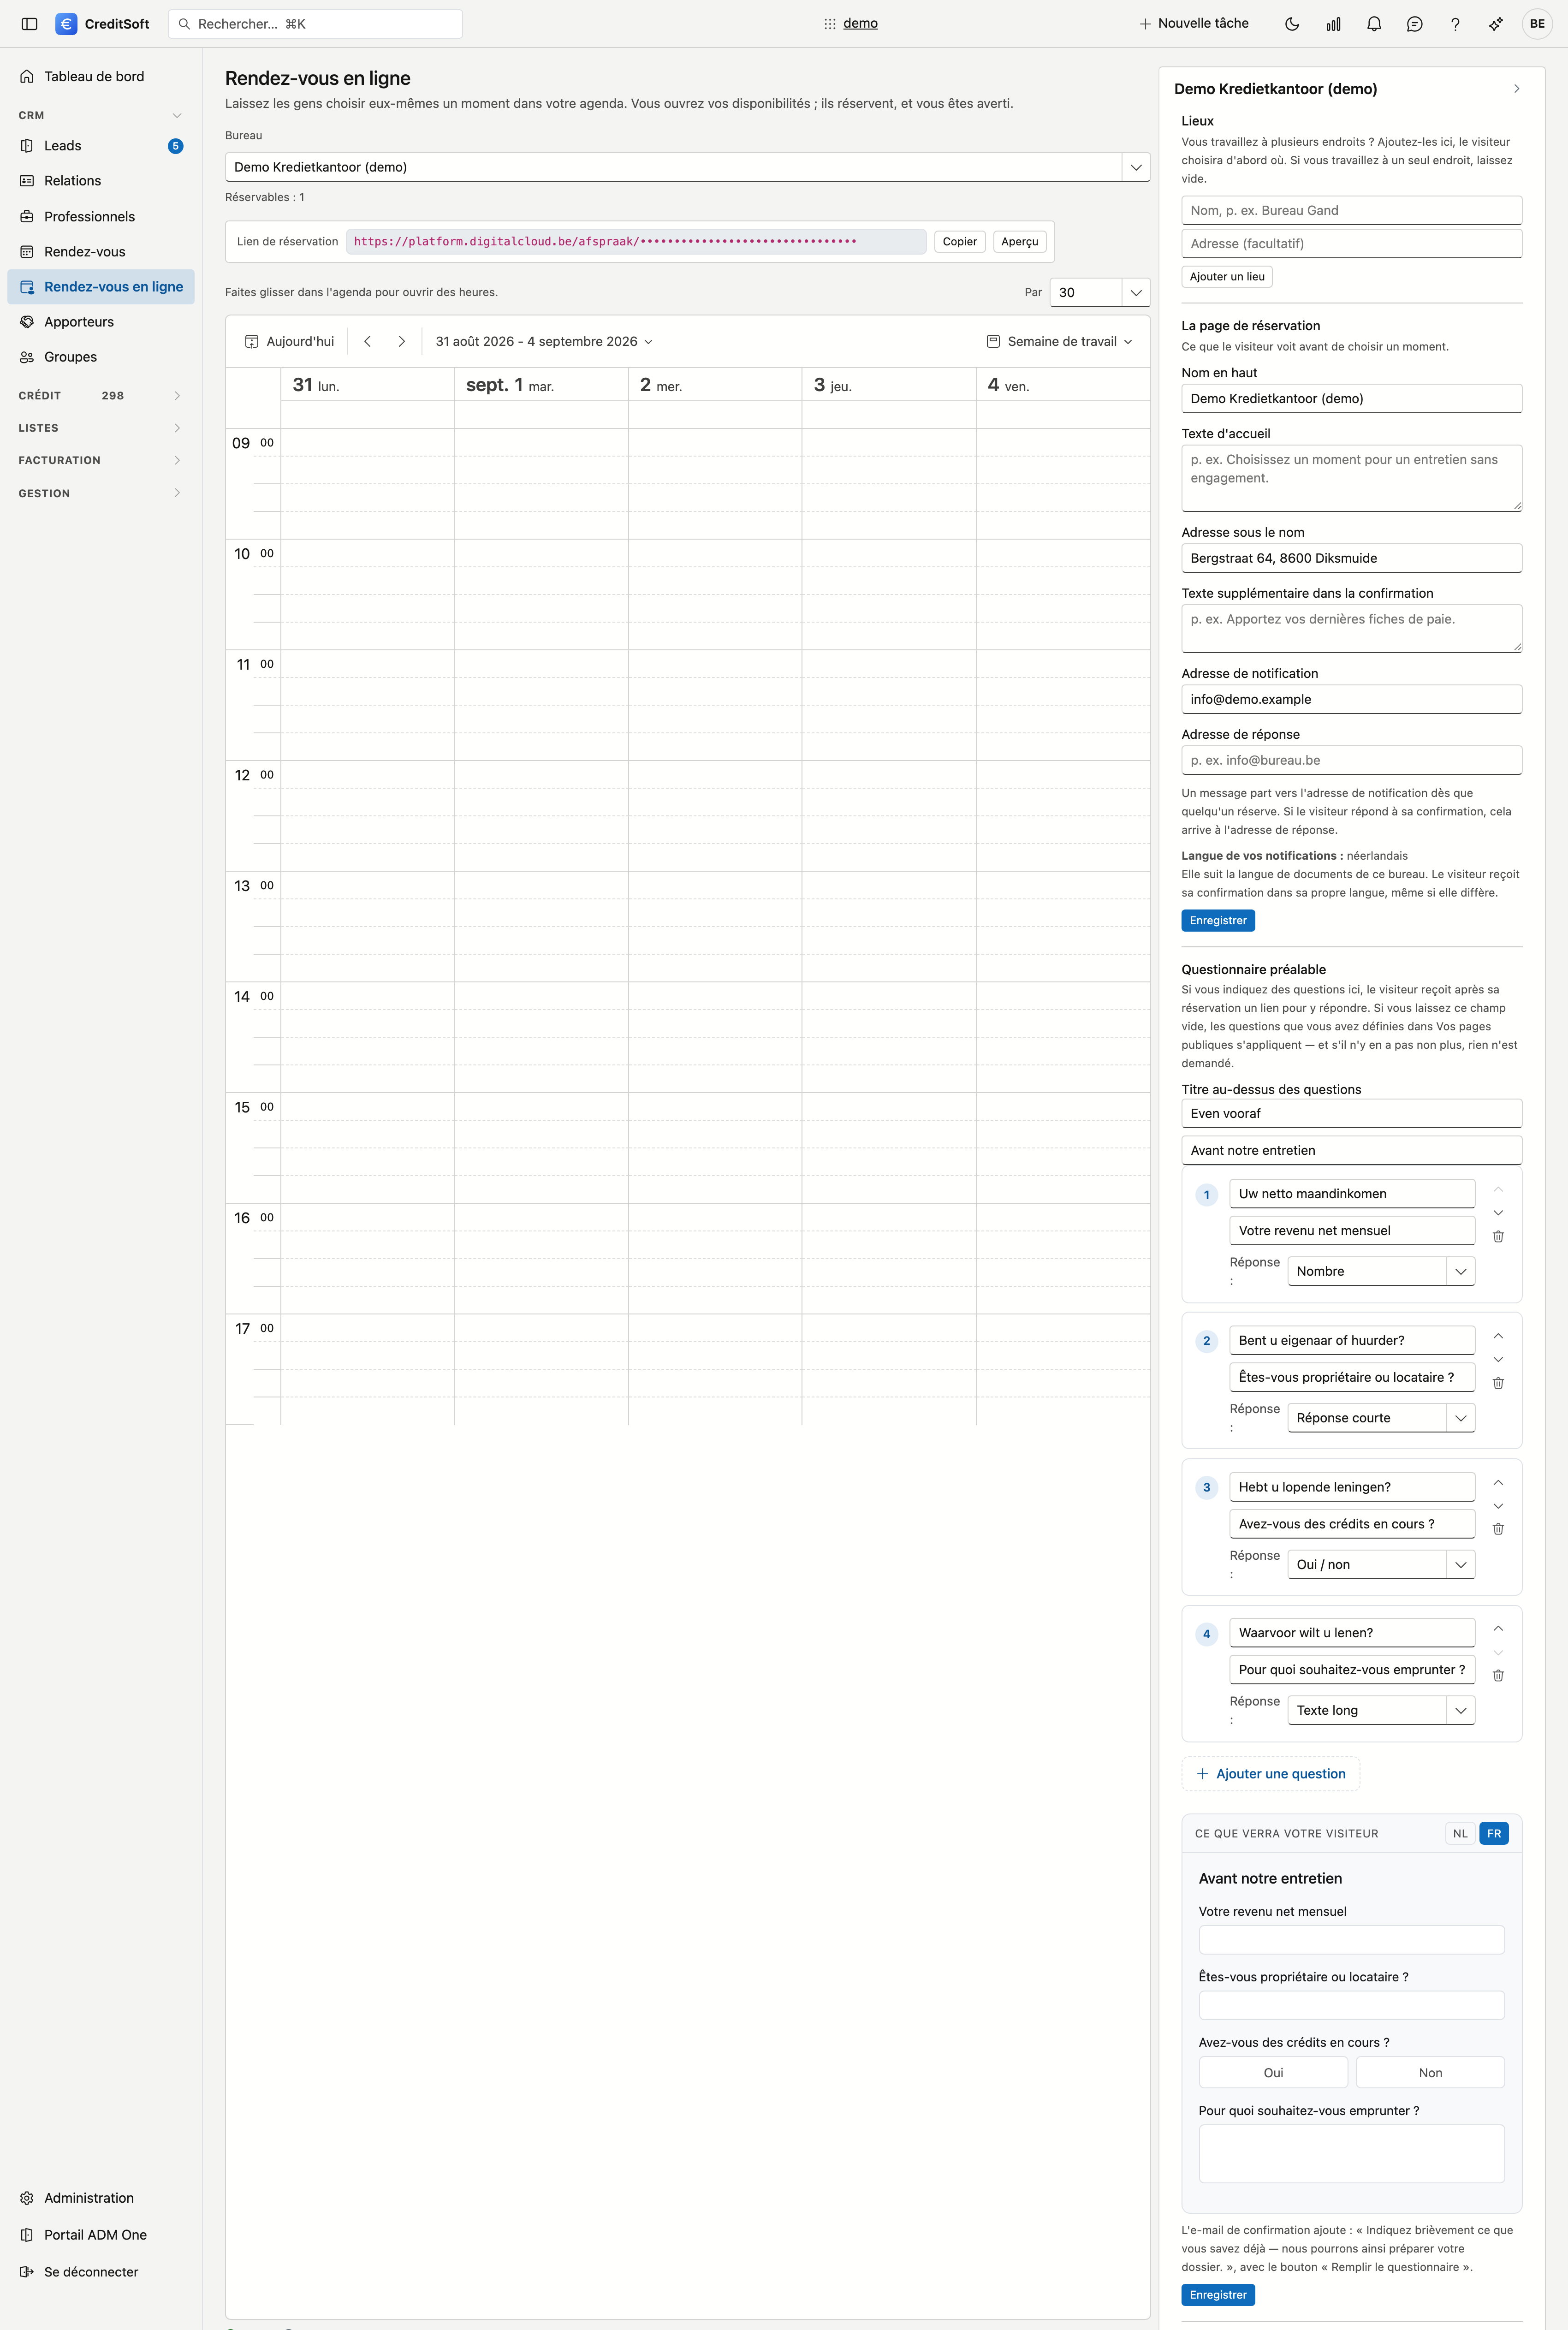 CreditSoft
Rechercher... ⌘K
demo
Nouvelle tâche
BE
Tableau de bord
CRM
Leads
5
Relations
Professionnels
Rendez-vous
Rendez-vous en ligne
Apporteurs
Groupes
CRÉDIT 298
LISTES
FACTURATION
GESTION
Administration
Portail ADM One
Se déconnecter
Rendez-vous en ligne
Laissez les gens choisir eux-mêmes un moment dans votre agenda. Vous ouvrez vos disponibilités ; ils réservent, et vous êtes averti.
Bureau
Demo Kredietkantoor (demo)
Réservables : 1
Lien de réservation
https://platform.digitalcloud.be/afspraak/••••••••••••••••••••••••••••••••
Copier
Aperçu
Faites glisser dans l'agenda pour ouvrir des heures.
Par
30
Aujourd'hui
31 août 2026 - 4 septembre 2026
Semaine de travail
31 lun.
sept. 1 mar.
2 mer.
3 jeu.
4 ven.
09 00
10 00
11 00
12 00
13 00
14 00
15 00
16 00
17 00
Demo Kredietkantoor (demo)
Lieux
Vous travaillez à plusieurs endroits ? Ajoutez-les ici, le visiteur
choisira d'abord où. Si vous travaillez à un seul endroit, laissez
vide.
Nom, p. ex. Bureau Gand
Adresse (facultatif)
Ajouter un lieu
La page de réservation
Ce que le visiteur voit avant de choisir un moment.
Nom en haut
Demo Kredietkantoor (demo)
Texte d'accueil
p. ex. Choisissez un moment pour un entretien sans
engagement.
Adresse sous le nom
Bergstraat 64, 8600 Diksmuide
Texte supplémentaire dans la confirmation
p. ex. Apportez vos dernières fiches de paie.
Adresse de notification
info@demo.example
Adresse de réponse
p. ex. info@bureau.be
Un message part vers l'adresse de notification dès que
quelqu'un réserve. Si le visiteur répond à sa confirmation, cela
arrive à l'adresse de réponse.
Langue de vos notifications : néerlandais
Elle suit la langue de documents de ce bureau. Le visiteur reçoit
sa confirmation dans sa propre langue, même si elle diffère.
Enregistrer
Questionnaire préalable
Si vous indiquez des questions ici, le visiteur reçoit après sa
réservation un lien pour y répondre. Si vous laissez ce champ
vide, les questions que vous avez définies dans Vos pages
publiques s'appliquent — et s'il n'y en a pas non plus, rien n'est
demandé.
Titre au-dessus des questions
Even vooraf
Avant notre entretien
1
Uw netto maandinkomen
Votre revenu net mensuel
Réponse
:
Nombre
2
Bent u eigenaar of huurder?
Êtes-vous propriétaire ou locataire ?
Réponse
:
Réponse courte
3
Hebt u lopende leningen?
Avez-vous des crédits en cours ?
Réponse
:
Oui / non
4
Waarvoor wilt u lenen?
Pour quoi souhaitez-vous emprunter ?
Réponse
:
Texte long
Ajouter une question
CE QUE VERRA VOTRE VISITEUR
NL
FR
Avant notre entretien
Votre revenu net mensuel
Êtes-vous propriétaire ou locataire ?
Avez-vous des crédits en cours ?
Oui
Non
Pour quoi souhaitez-vous emprunter ?
L'e-mail de confirmation ajoute : « Indiquez brièvement ce que
vous savez déjà — nous pourrons ainsi préparer votre
dossier. », avec le bouton « Remplir le questionnaire ».
Enregistrer